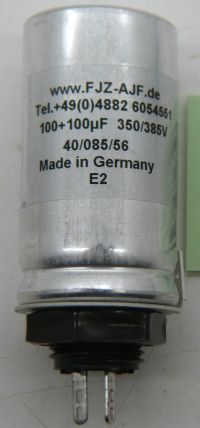 www.FJZ-AJF.de
Tel.+49(0)4882 6054551
100+100µF 350/385V
40/085/56
Made in Germany
E2